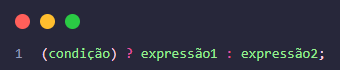 1 (condição) ? expressão1 : expressão2;